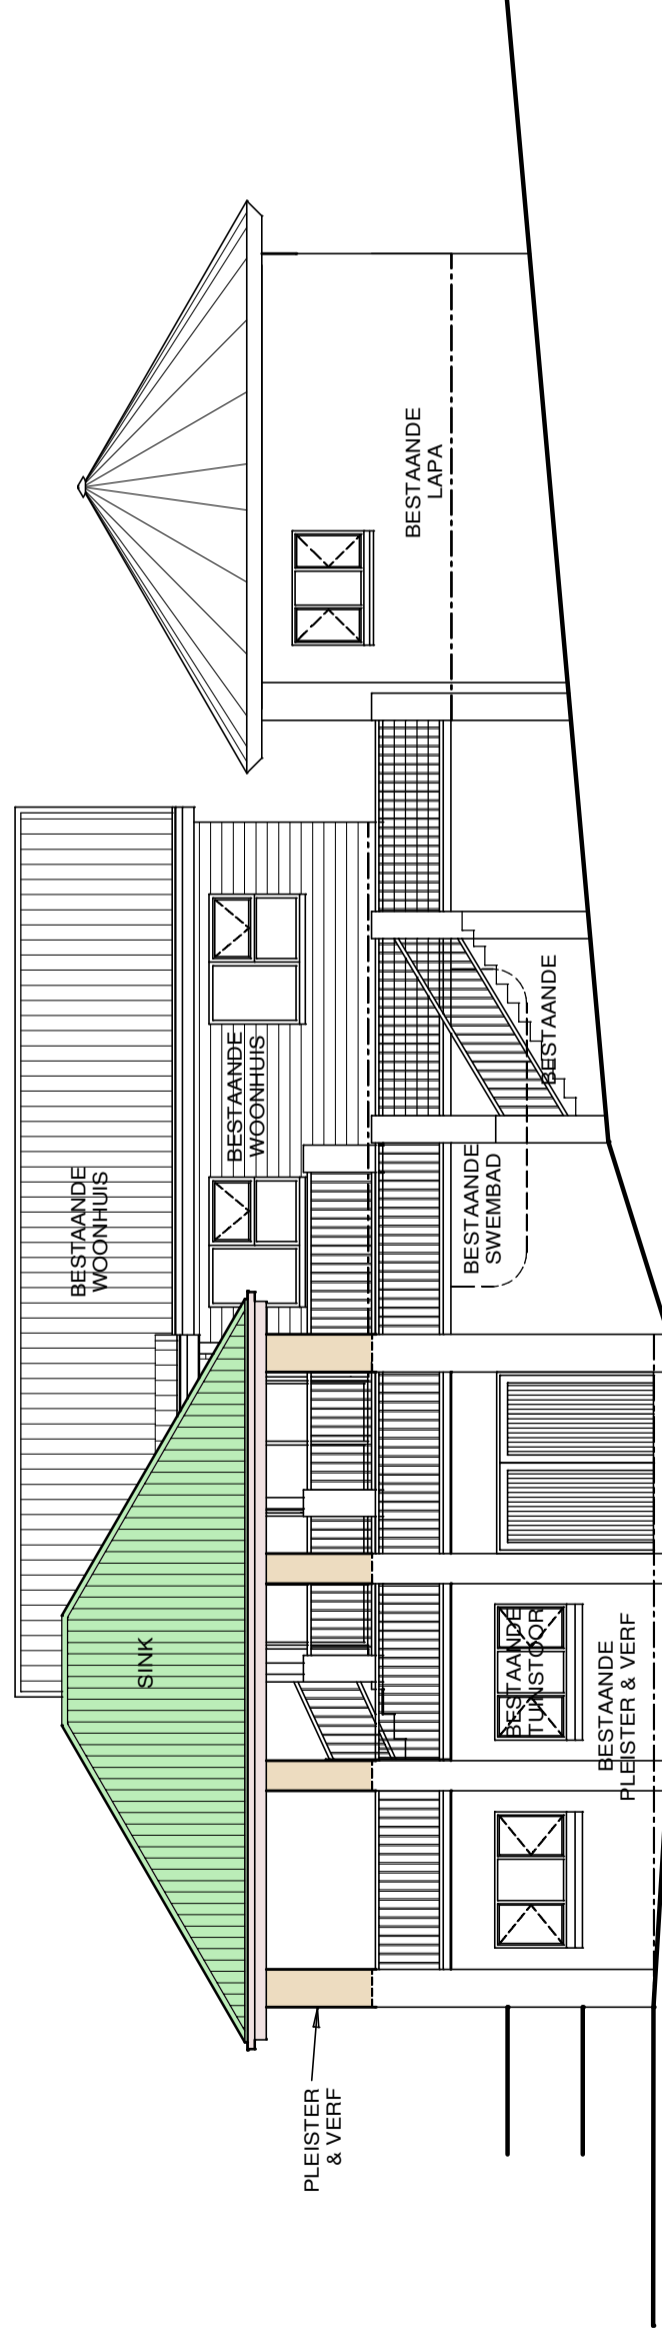 PLEISTER
& VERF
SINK
BESTAANDE
WOONHUIS
BESTAANDE
WOONHUIS
BESTAANDE
TUINSTOOR
BESTAANDE
PLEISTER & VERF
BESTAANDE
SWEMBAD
BESTAANDE
BESTAANDE
LAPA